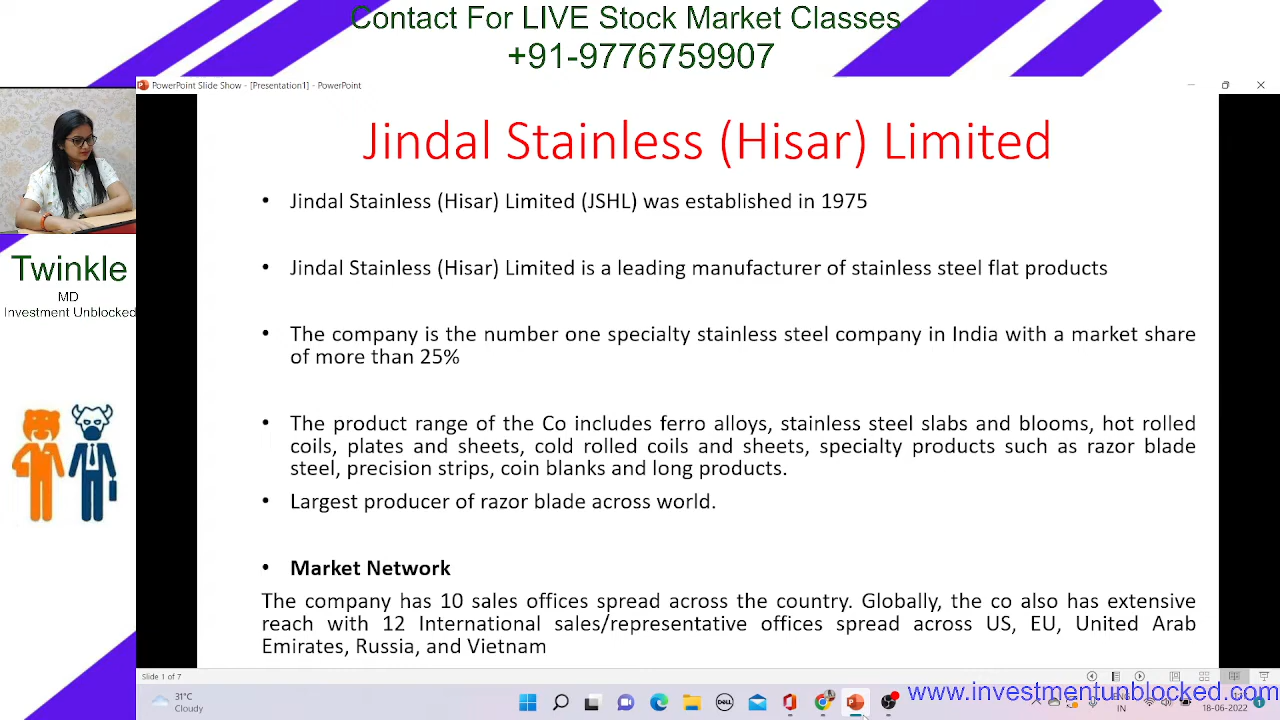 Contact For LIVE Stock Market Classes
+91-9776759907
PowerPoint Slide Show - [Presentation1] - PowerPoint
Jindal Stainless (Hisar) Limited
• Jindal Stainless (Hisar) Limited (JSHL) was established in 1975
• Jindal Stainless (Hisar) Limited is a leading manufacturer of stainless steel flat products
• The company is the number one specialty stainless steel company in India with a market share
of more than 25%
• The product range of the Co includes ferro alloys, stainless steel slabs and blooms, hot rolled
coils, plates and sheets, cold rolled coils and sheets, specialty products such as razor blade
steel, precision strips, coin blanks and long products.
• Largest producer of razor blade across world.
• Market Network
The company has 10 sales offices spread across the country. Globally, the co also has extensive
reach with 12 International sales/representative offices spread across US, EU, United Arab
Emirates, Russia, and Vietnam
Twinkle
MD
Investment Unblocked
Slide 1 of 7
31°C
Cloudy
DELL
www.investmentunblocked.com
IN
18-06-2022